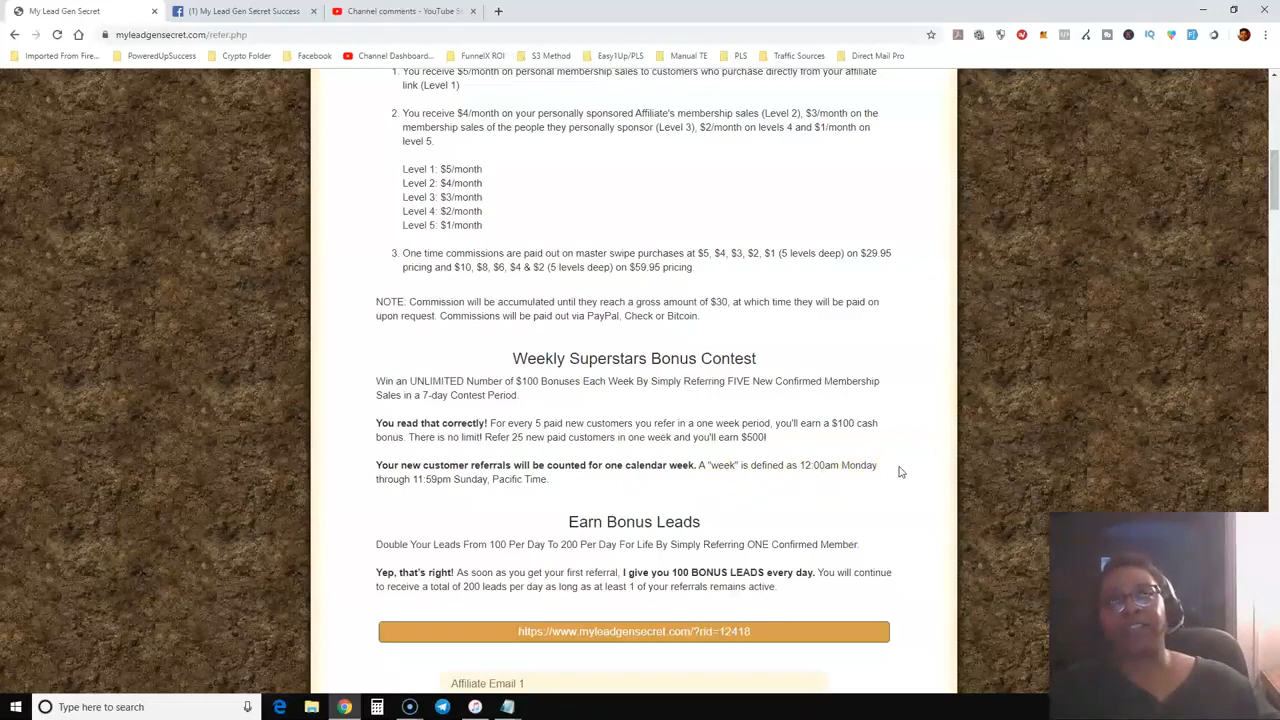 My Lead Gen Secret
(1) My Lead Gen Secret Success
Channel comments - YouTube St
myleadgensecret.com/refer.php
Imported From Fire...
PoweredUpSuccess
Crypto Folder
Facebook
Channel Dashboard...
FunnelX ROI
S3 Method
Easy1Up/PLS
Manual TE
PLS
Traffic Sources
Direct Mail Pro
1. You receive $5/month on personal membership sales to customers who purchase directly from your affiliate
link (Level 1)
2. You receive $4/month on your personally sponsored Affiliate's membership sales (Level 2), $3/month on the
membership sales of the people they personally sponsor (Level 3), $2/month on levels 4 and $1/month on
level 5.
Level 1: $5/month
Level 2: $4/month
Level 3: $3/month
Level 4: $2/month
Level 5: $1/month
3. One time commissions are paid out on master swipe purchases at $5, $4, $3, $2, $1 (5 levels deep) on $29.95
pricing and $10, $8, $6, $4 & $2 (5 levels deep) on $59.95 pricing.
NOTE: Commission will be accumulated until they reach a gross amount of $30, at which time they will be paid on
upon request. Commissions will be paid out via PayPal, Check or Bitcoin.
Weekly Superstars Bonus Contest
Win an UNLIMITED Number of $100 Bonuses Each Week By Simply Referring FIVE New Confirmed Membership
Sales in a 7-day Contest Period.
You read that correctly! For every 5 paid new customers you refer in a one week period, you'll earn a $100 cash
bonus. There is no limit! Refer 25 new paid customers in one week and you'll earn $500!
Your new customer referrals will be counted for one calendar week. A "week" is defined as 12:00am Monday
through 11:59pm Sunday, Pacific Time.
Earn Bonus Leads
Double Your Leads From 100 Per Day To 200 Per Day For Life By Simply Referring ONE Confirmed Member.
Yep, that's right! As soon as you get your first referral, I give you 100 BONUS LEADS every day. You will continue
to receive a total of 200 leads per day as long as at least 1 of your referrals remains active.
https://www.myleadgensecret.com/?rid=12418
Affiliate Email 1
Type here to search